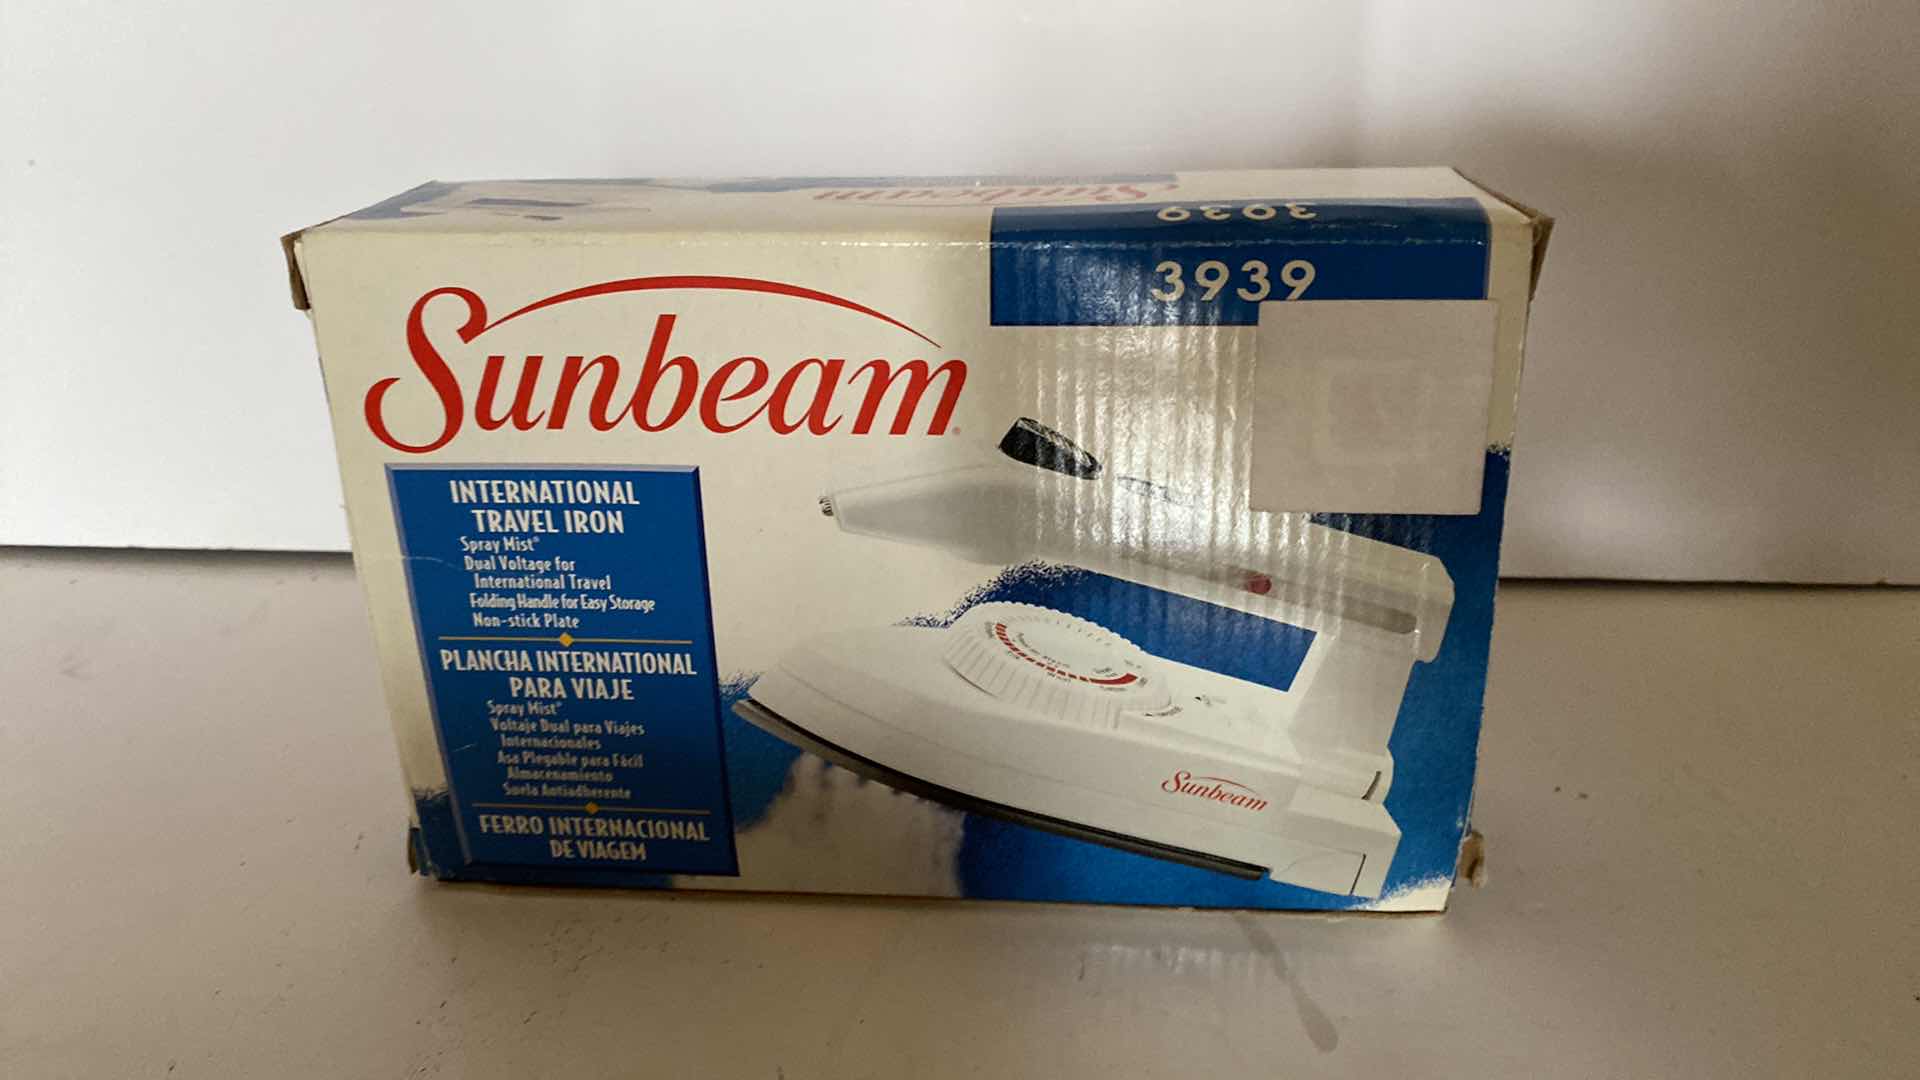 Sunbeam
3939
3939
Sunbeam®
INTERNATIONAL
TRAVEL IRON
Spray Mist®
Dual Voltage for
International Travel
Folding Handle for Easy Storage
Non-stick Plate
PLANCHA INTERNATIONAL
PARA VIAJE
Spray Mist®
Voltaje Dual para Viajes
Internacionales
Asa Plegable para Fácil
Almacenamiento
Suela Antiadherente
FERRO INTERNACIONAL
DE VIAGEM
Sunbeam